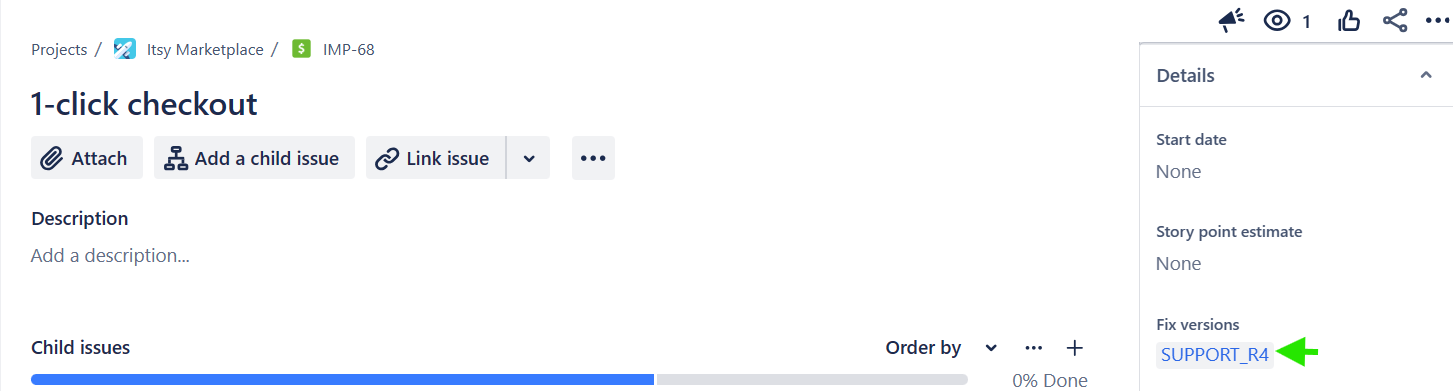 1
Projects / Itsy Marketplace / $ IMP-68
1-click checkout
Attach Add a child issue Link issue
Description
Add a description...
Child issues Order by
0% Done
Details
Start date
None
Story point estimate
None
Fix versions
SUPPORT_R4